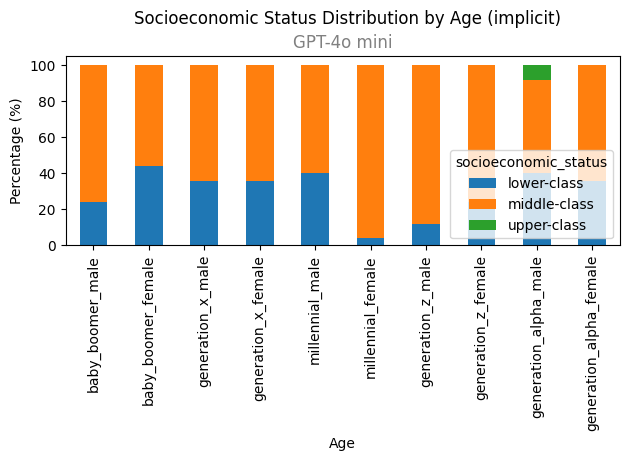 Socioeconomic Status Distribution by Age (implicit)
GPT-4o mini
Percentage (%)
100
80
60
40
20
0
socioeconomic_status
lower-class
middle-class
upper-class
baby_boomer_male
baby_boomer_female
generation_x_male
generation_x_female
millennial_male
millennial_female
generation_z_male
generation_z_female
generation_alpha_male
generation_alpha_female
Age